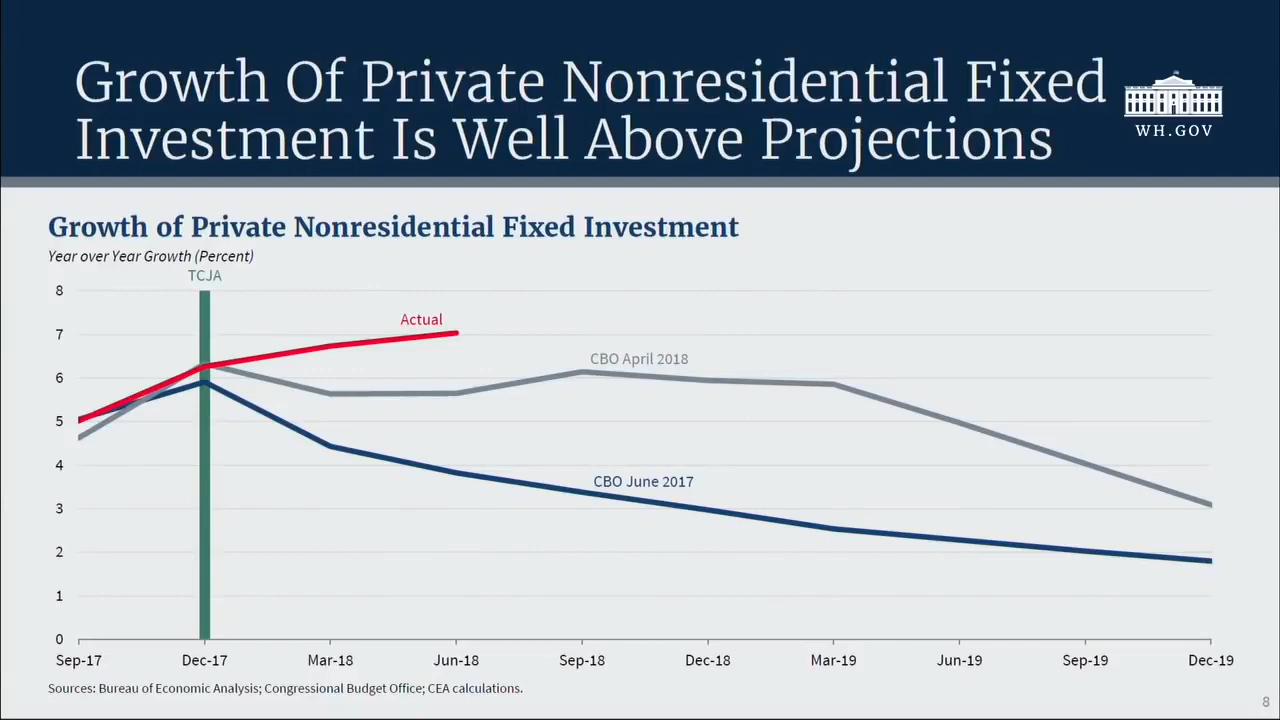 Growth Of Private Nonresidential Fixed
Investment Is Well Above Projections
WH.GOV
Growth of Private Nonresidential Fixed Investment
Year over Year Growth (Percent)
TCJA
8
7
6
5
4
3
2
1
0
Actual
CBO April 2018
CBO June 2017
Sep-17 Dec-17 Mar-18 Jun-18 Sep-18 Dec-18 Mar-19 Jun-19 Sep-19 Dec-19
Sources: Bureau of Economic Analysis; Congressional Budget Office; CEA calculations.
8